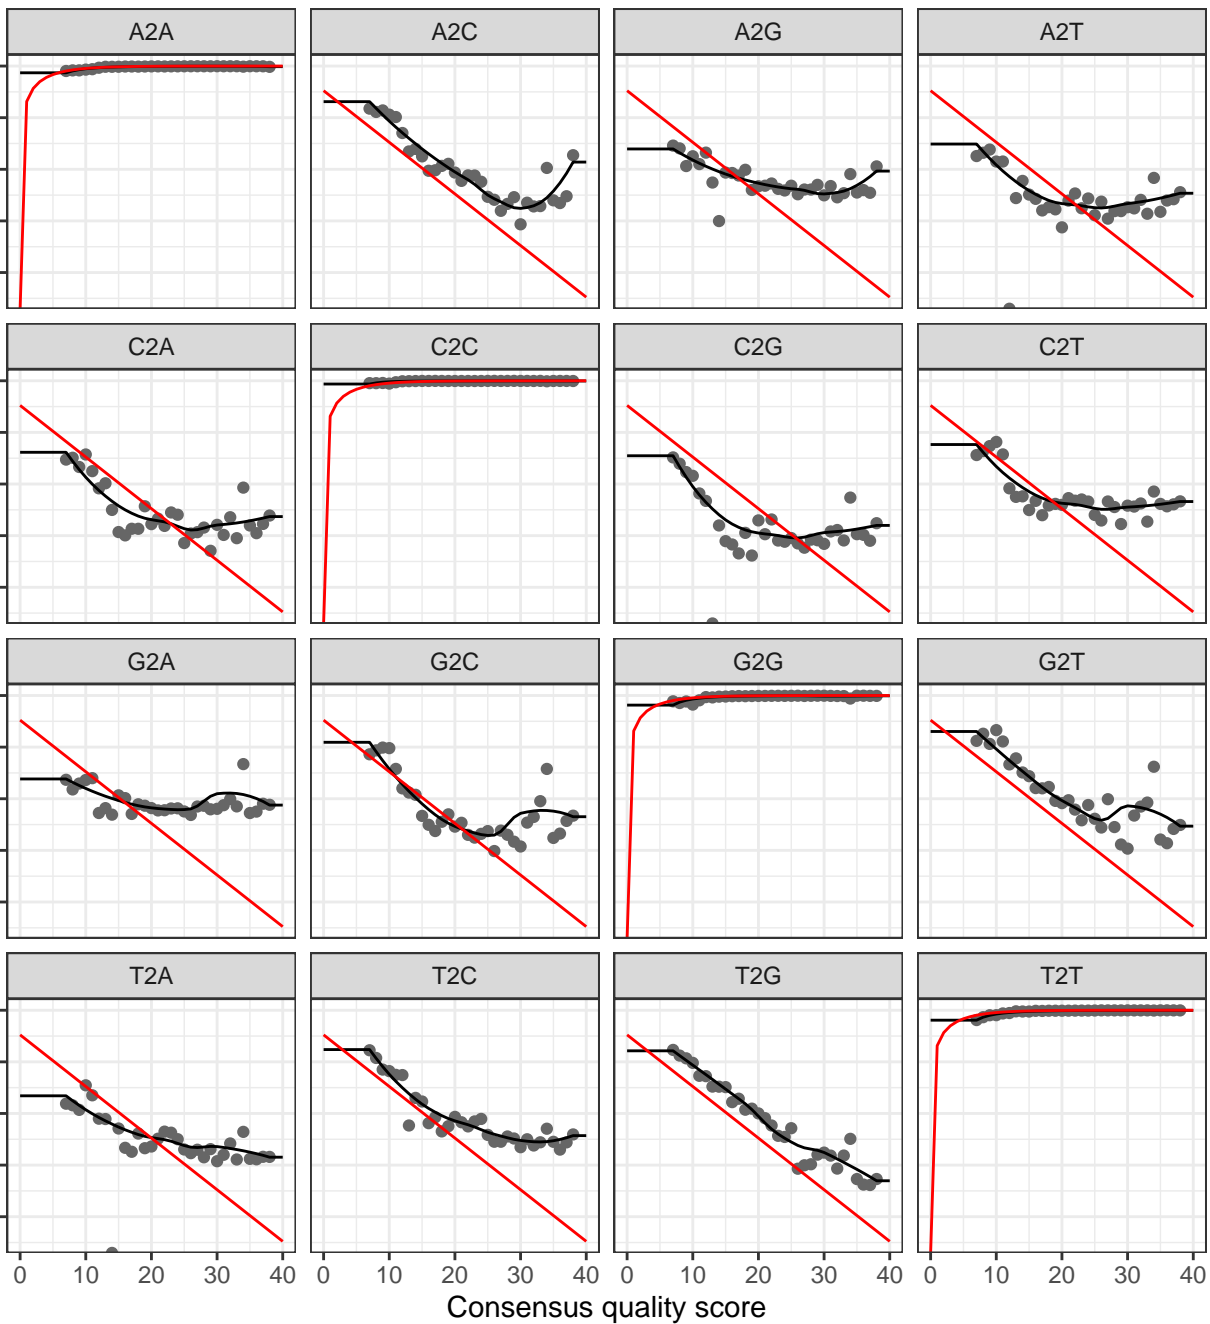 A2A A2C A2G A2T
C2A C2C C2G C2T
G2A G2C G2G G2T
T2A T2C T2G T2T
0 10 20 30 40 0 10 20 30 40 0 10 20 30 40 0 10 20 30 40
Consensus quality score